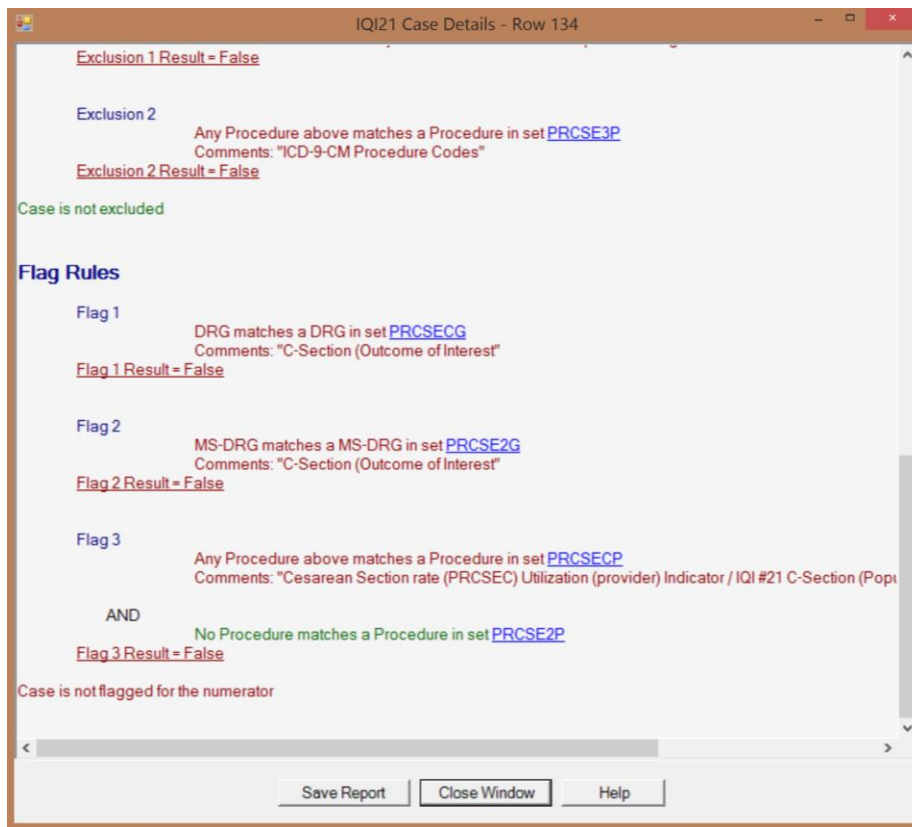 IQI21 Case Details - Row 134
Exclusion 1 Result = False
Exclusion 2
Any Procedure above matches a Procedure in set PRCSE3P
Comments: "ICD-9-CM Procedure Codes"
Exclusion 2 Result = False
Case is not excluded
Flag Rules
Flag 1
DRG matches a DRG in set PRCSECG
Comments: "C-Section (Outcome of Interest"
Flag 1 Result = False
Flag 2
MS-DRG matches a MS-DRG in set PRCSE2G
Comments: "C-Section (Outcome of Interest"
Flag 2 Result = False
Flag 3
Any Procedure above matches a Procedure in set PRCSECP
Comments: "Cesarean Section rate (PRCSEC) Utilization (provider) Indicator / IQI #21 C-Section
AND
No Procedure matches a Procedure in set PRCSE2P
Flag 3 Result = False
Case is not flagged for the numerator
Save Report Close Window Help